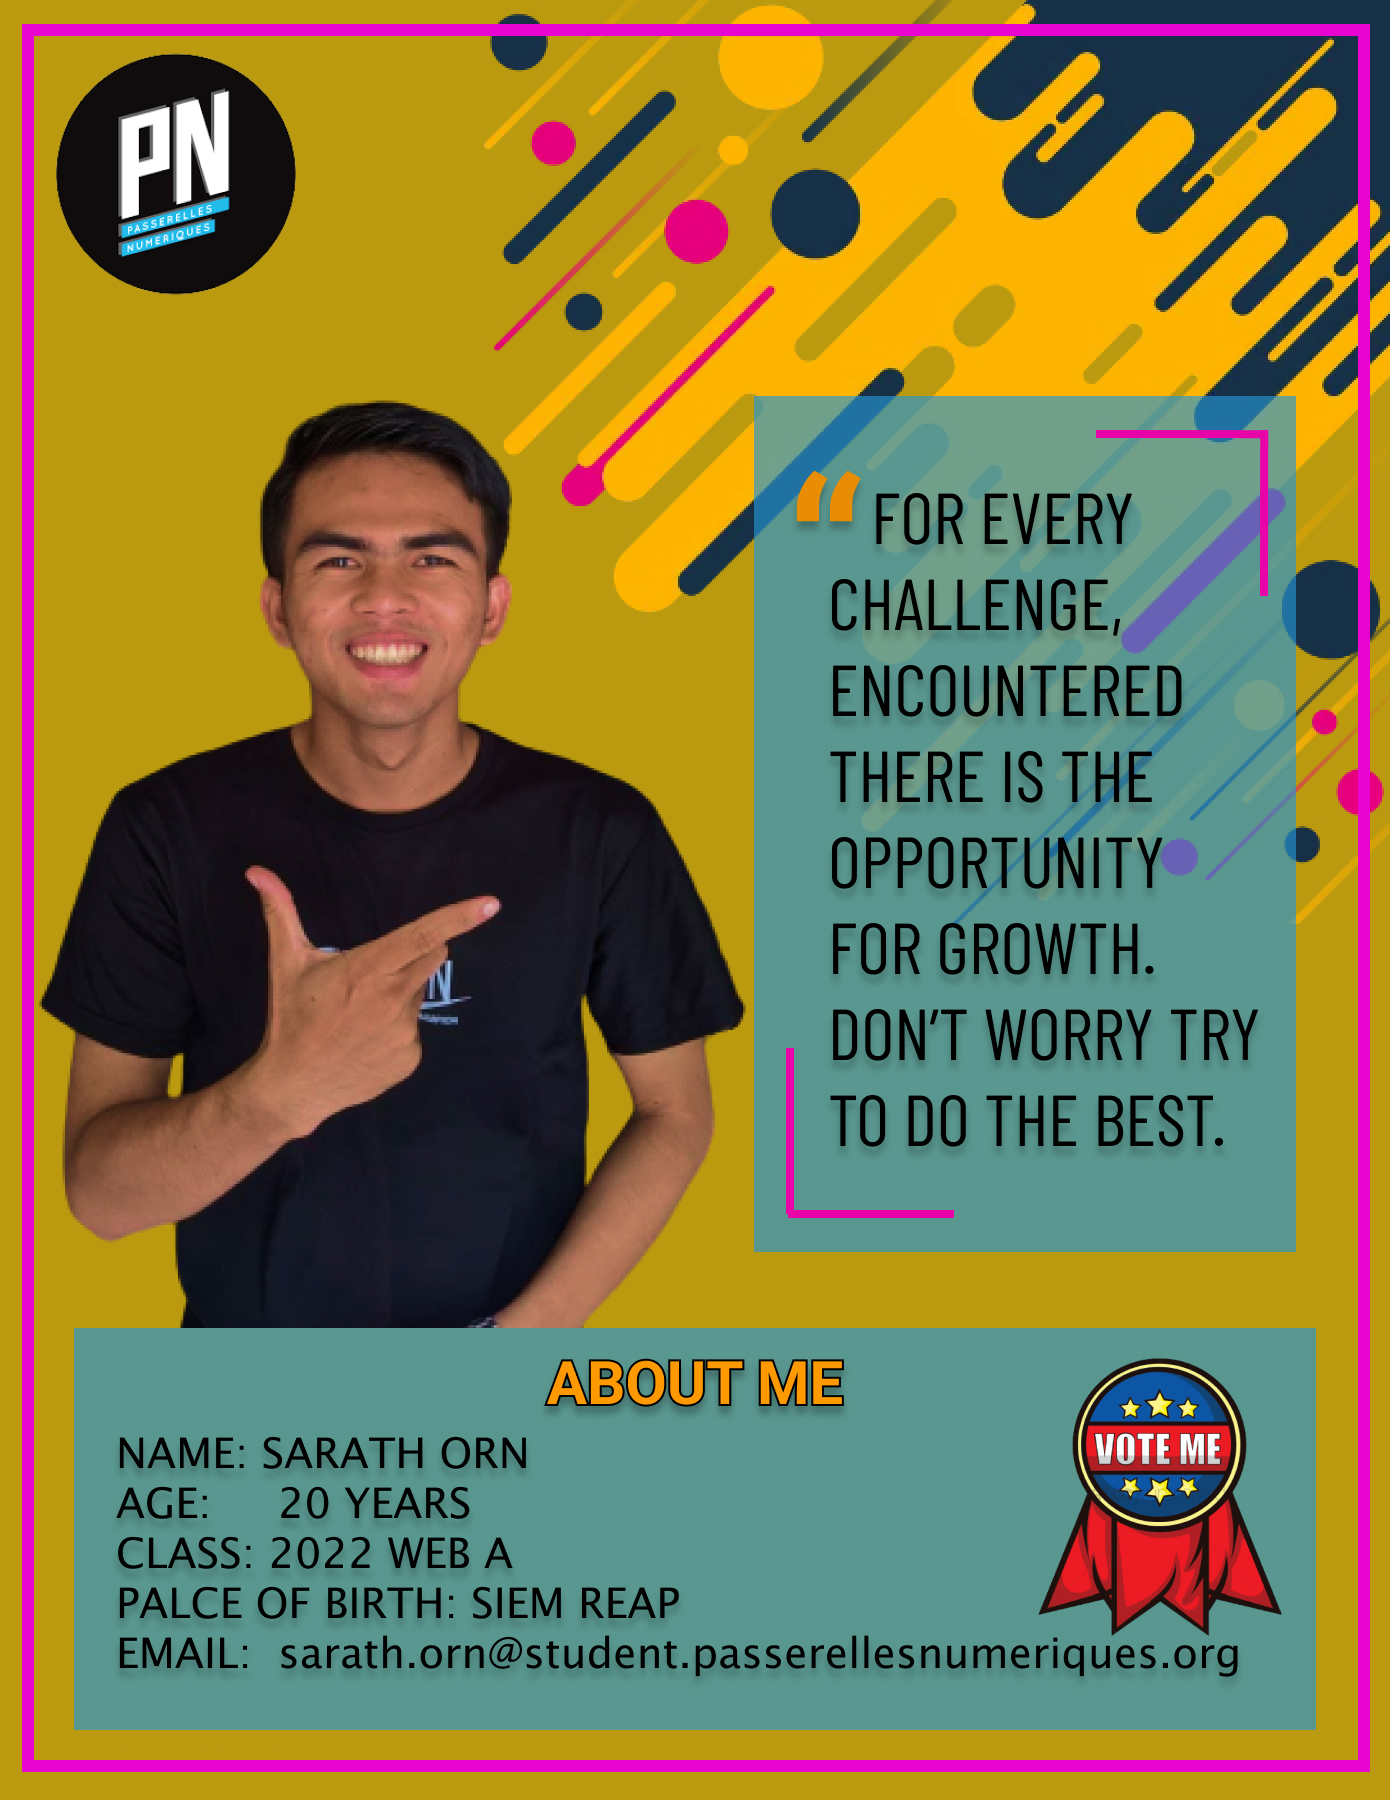 PN
PASSERELLES
NUMERIQUES
“ FOR EVERY
CHALLENGE,
ENCOUNTERED
THERE IS THE
OPPORTUNITY
FOR GROWTH.
DON’T WORRY TRY
TO DO THE BEST.
ABOUT ME
NAME: SARATH ORN
AGE: 20 YEARS
CLASS: 2022 WEB A
PALCE OF BIRTH: SIEM REAP
EMAIL: sarath.orn@student.passerellesnumeriques.org
VOTE ME